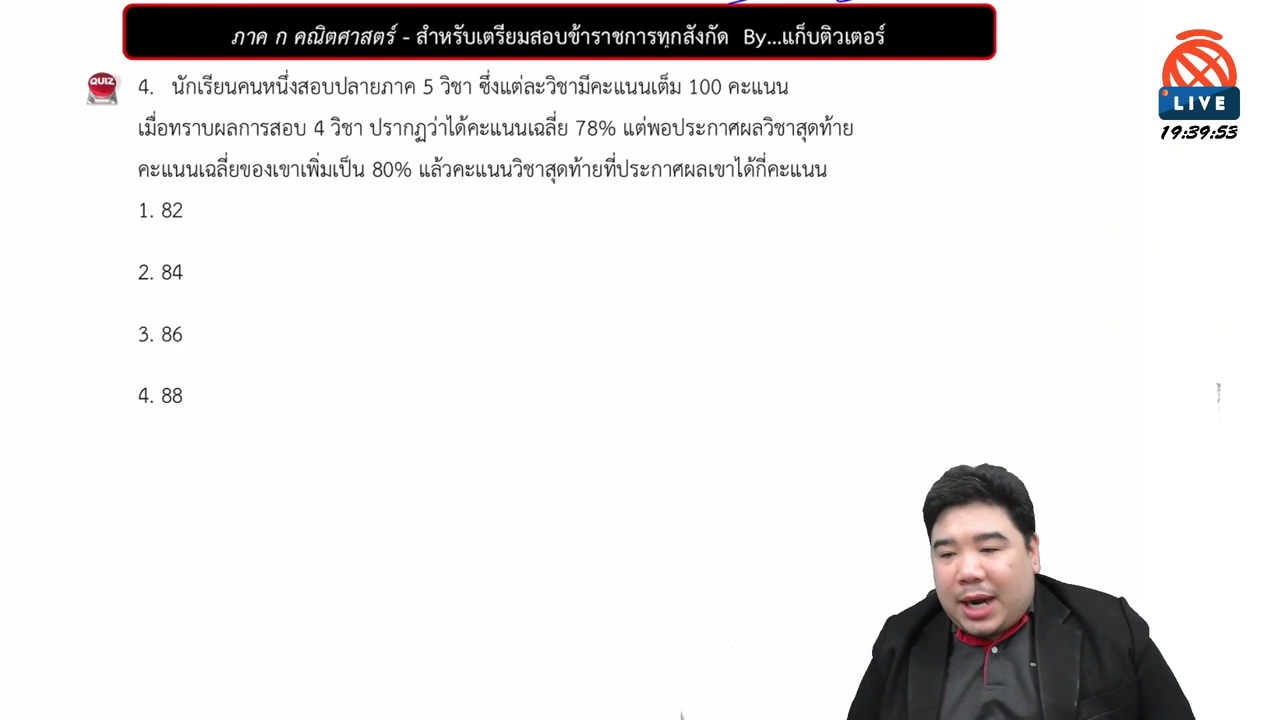 ภาค ก คณิตศาสตร์ - สำหรับเตรียมสอบข้าราชการทุกสังกัด By...แก็บติวเตอร์
QUIZ
4. นักเรียนคนหนึ่งสอบปลายภาค 5 วิชา ซึ่งแต่ละวิชามีคะแนนเต็ม 100 คะแนน
เมื่อทราบผลการสอบ 4 วิชา ปรากฏว่าได้คะแนนเฉลี่ย 78% แต่พอประกาศผลวิชาสุดท้าย
คะแนนเฉลี่ยของเขาเพิ่มเป็น 80% แล้วคะแนนวิชาสุดท้ายที่ประกาศผลเขาได้กี่คะแนน
1. 82
2. 84
3. 86
4. 88
LIVE
19:39:53